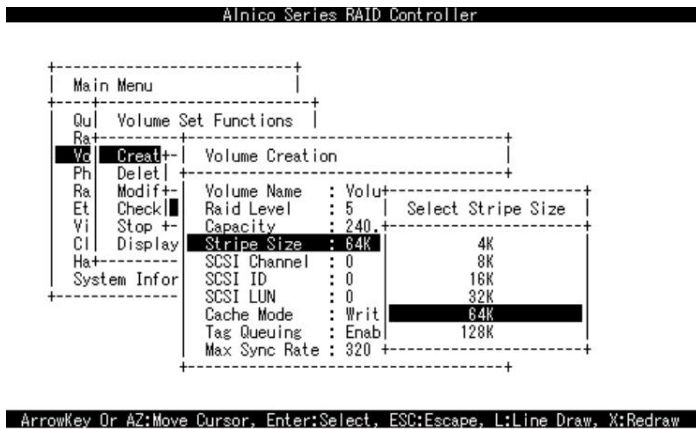 Alnico Series RAID Controller
Main Menu
Qu Volume Set Functions
Ra
Vo Creat Volume Creation
Ph Delet
Ra Modif Volume Name : Volu
Et Check Raid Level : 5 Select Stripe Size
Vi Stop Capacity : 240.
Cl Display Stripe Size : 64K 4K
Ha SCSI Channel : 0 8K
System Infor SCSI ID : 0 16K
SCSI LUN : 0 32K
Cache Mode : Writ 64K
Tag Queuing : Enab 128K
Max Sync Rate : 320
ArrowKey Or AZ:Move Cursor, Enter:Select, ESC:Escape, L:Line Draw, X:Redraw